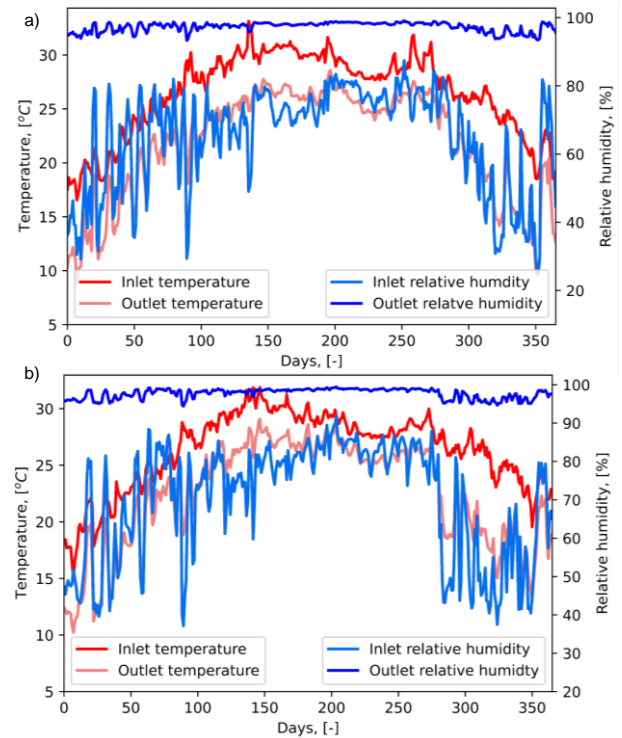 a)
30
25
20
15
10
5
Temperature, [°C]
100
80
60
40
20
Relative humidity, [%]
Inlet temperature
Outlet temperature
Inlet relative humdity
Outlet relatve humidity
0 50 100 150 200 250 300 350
Days, [-]
b)
30
25
20
15
10
5
Temperature, [°C]
100
90
80
70
60
50
40
30
20
Relative humidity, [%]
Inlet temperature
Outlet temperature
Inlet relative humidity
Outlet relative humidty
0 50 100 150 200 250 300 350
Days, [-]